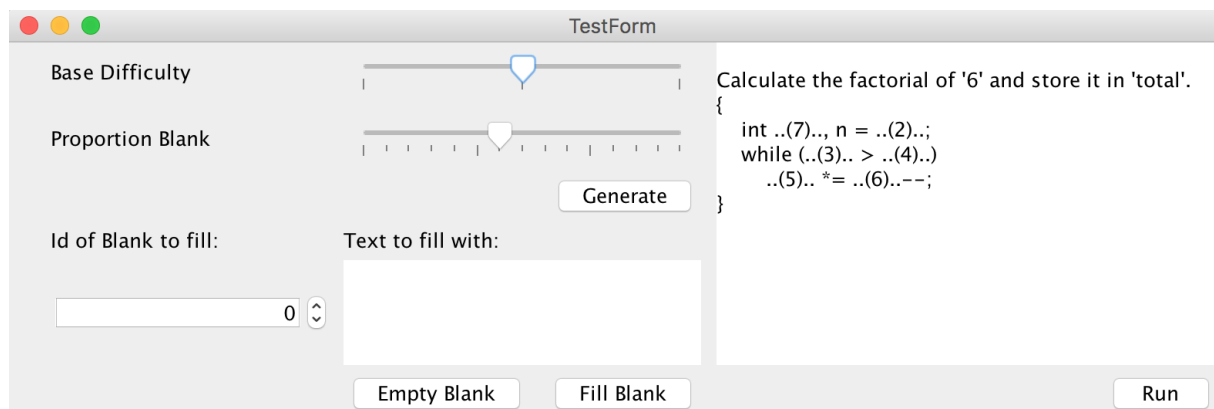 TestForm
Base Difficulty
Proportion Blank
Generate
Id of Blank to fill:
Text to fill with:
0
Empty Blank
Fill Blank
Calculate the factorial of '6' and store it in 'total'.
{
int ..(7).., n = ..(2)..;
while (..(3).. > ..(4)..)
..(5).. *= ..(6)..--;
}
Run